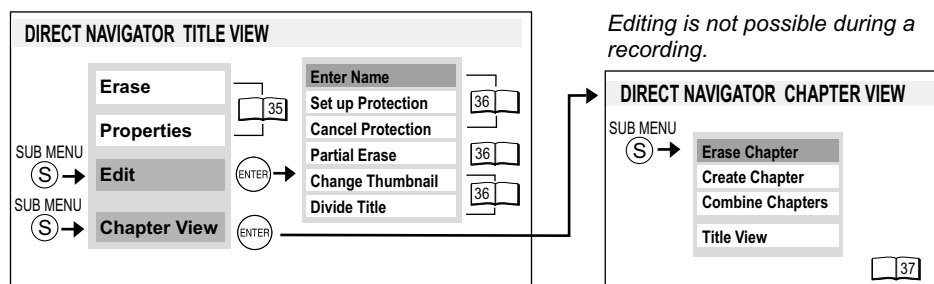 DIRECT NAVIGATOR TITLE VIEW
Erase
Properties
35
SUB MENU
S
Edit
ENTER
SUB MENU
S
Chapter View
ENTER
Enter Name
Set up Protection
Cancel Protection
36
Partial Erase
36
Change Thumbnail
Divide Title
36
Editing is not possible during a
recording.
DIRECT NAVIGATOR CHAPTER VIEW
SUB MENU
S
Erase Chapter
Create Chapter
Combine Chapters
Title View
37